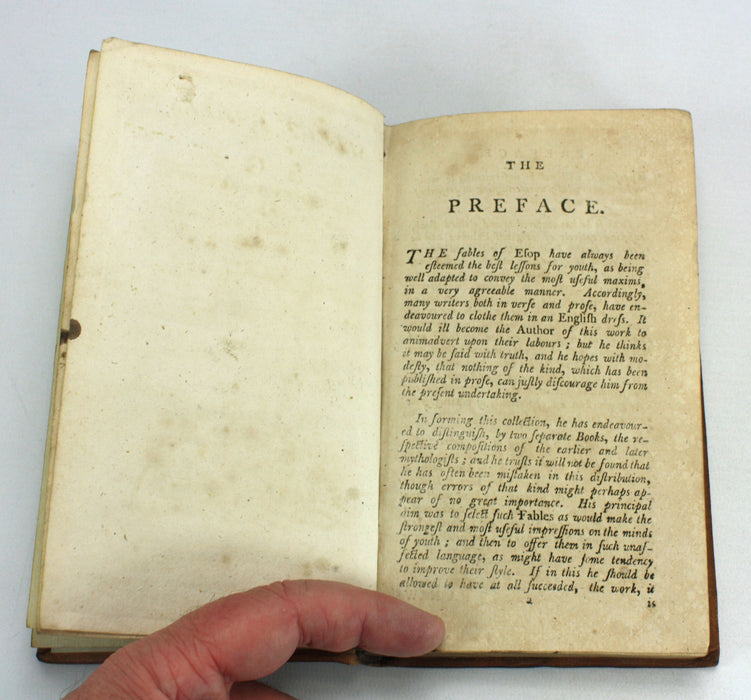 THE
PREFACE.
THE fables of Eſop have always been
eſteemed the beſt leſſons for youth, as being
well adapted to convey the moſt uſeful maxims,
in a very agreeable manner. Accordingly,
many writers both in verſe and proſe, have en-
deavoured to clothe them in an Engliſh dreſs. It
would ill become the Author of this work to
animadvert upon their labours ; but he thinks
it may be ſaid with truth, and he hopes with mo-
deſty, that nothing of the kind, which has been
publiſhed in proſe, can juſtly diſcourage him from
the preſent undertaking.
In forming this collection, he has endeavour-
ed to diſtinguiſh, by two ſeparate Books, the re-
ſpective compoſitions of the earlier and later
mythologiſts ; and he truſts it will not be found that
he has often been miſtaken in this diſtribution,
though errors of that kind might perhaps ap-
pear of no great importance. His principal
aim was to ſelect ſuch Fables as would make the
ſtrongeſt and moſt uſeful impreſſions on the minds
of youth ; and then to offer them in ſuch unaf-
fected language, as might have ſome tendency
to improve their ſtyle. If in this he ſhould be
allowed to have at all ſucceeded, the work, it
a
is